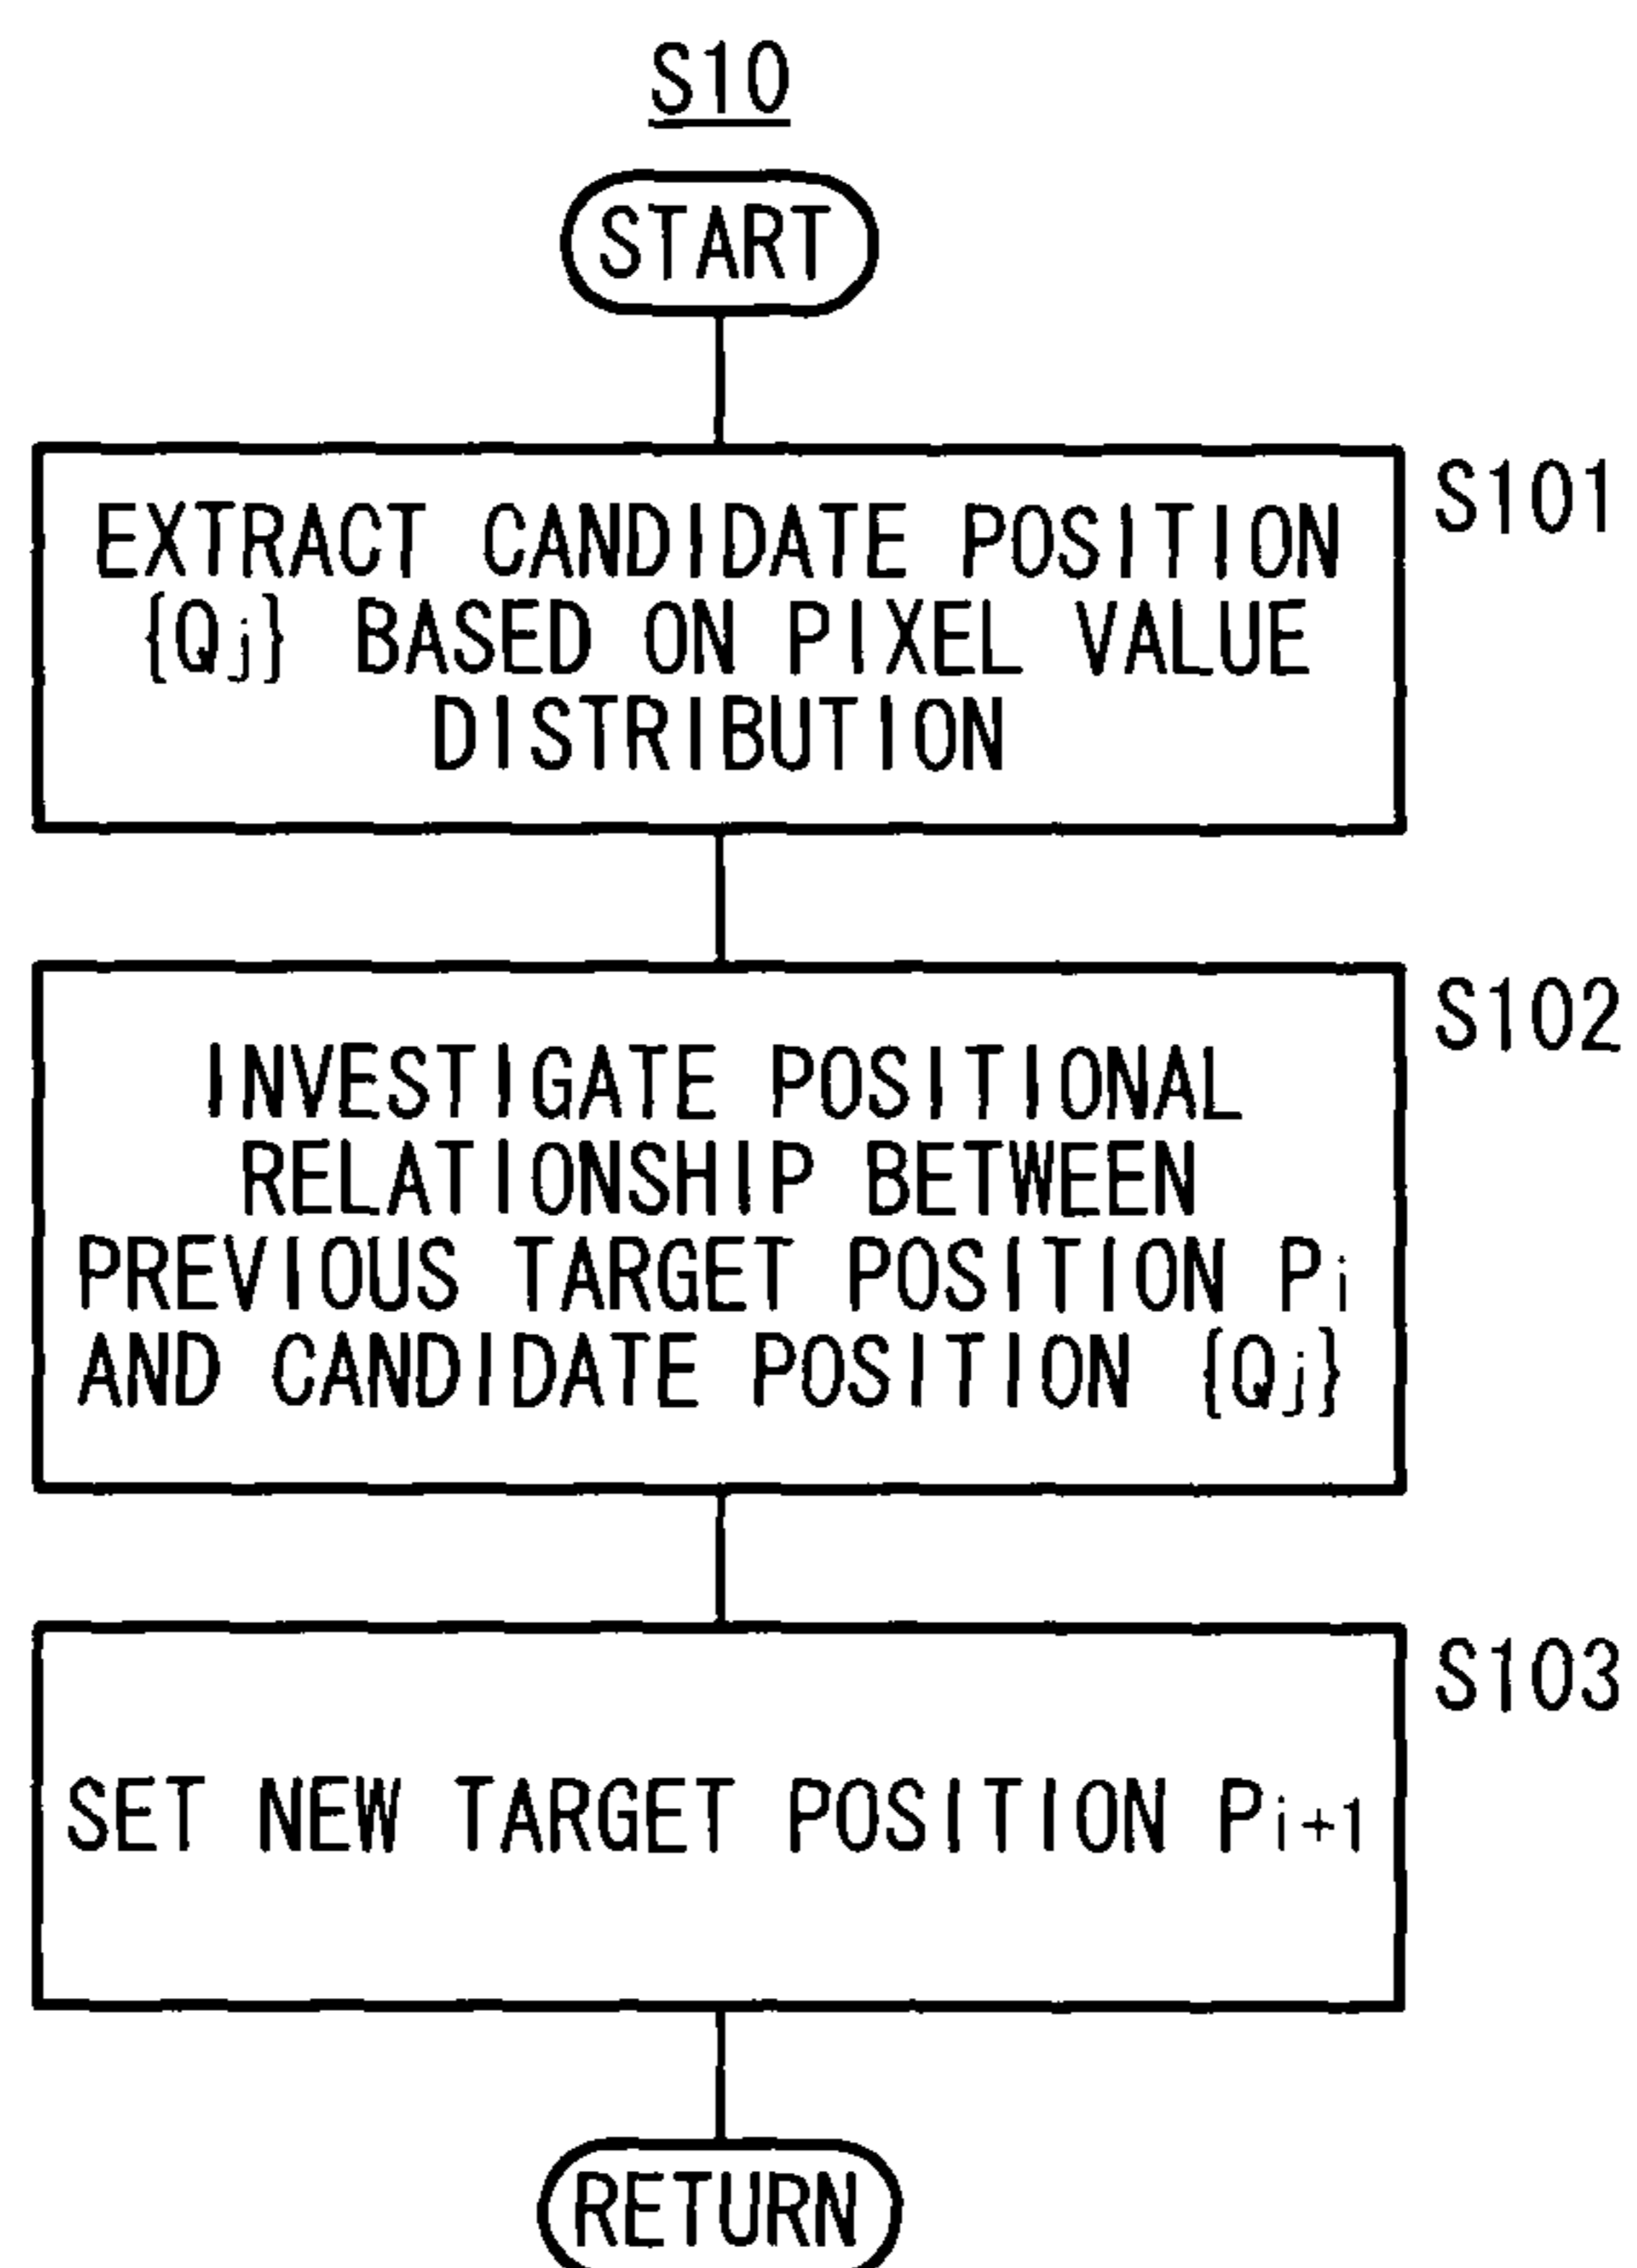 S10
START
S101
EXTRACT CANDIDATE POSITION
{Qj} BASED ON PIXEL VALUE
DISTRIBUTION
S102
INVESTIGATE POSITIONAL
RELATIONSHIP BETWEEN
PREVIOUS TARGET POSITION Pi
AND CANDIDATE POSITION {Qj}
S103
SET NEW TARGET POSITION Pi+1
RETURN